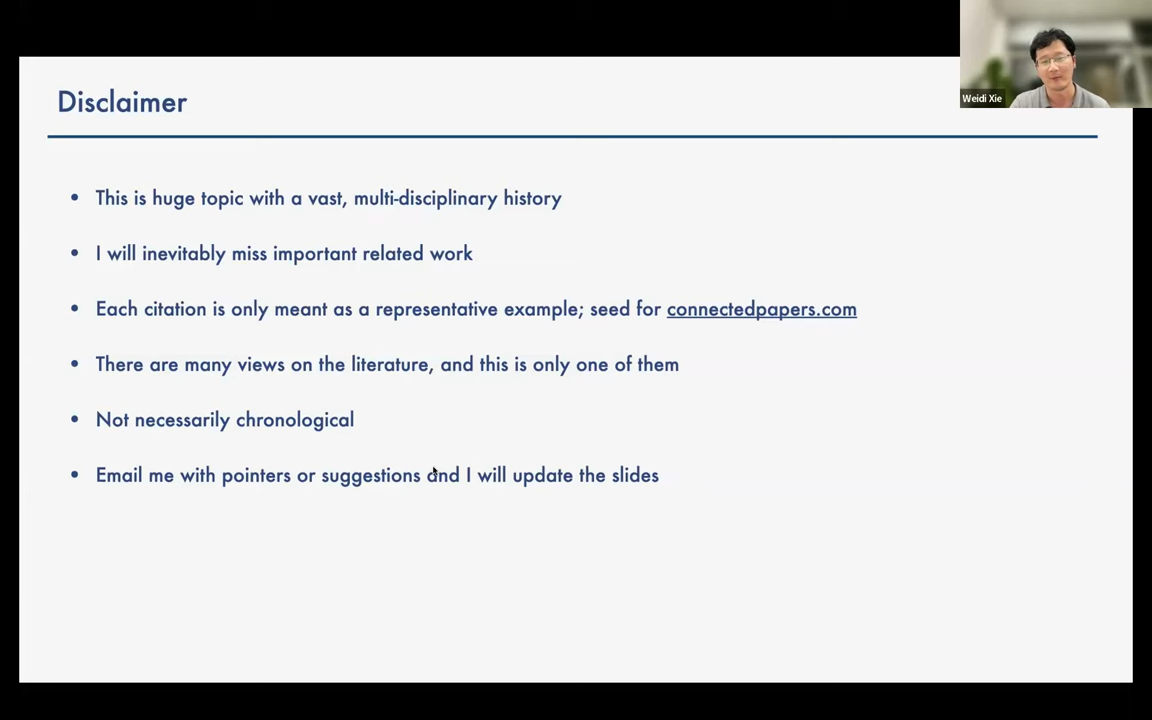 Disclaimer
Weidi Xie
• This is huge topic with a vast, multi-disciplinary history
• I will inevitably miss important related work
• Each citation is only meant as a representative example; seed for connectedpapers.com
• There are many views on the literature, and this is only one of them
• Not necessarily chronological
• Email me with pointers or suggestions and I will update the slides